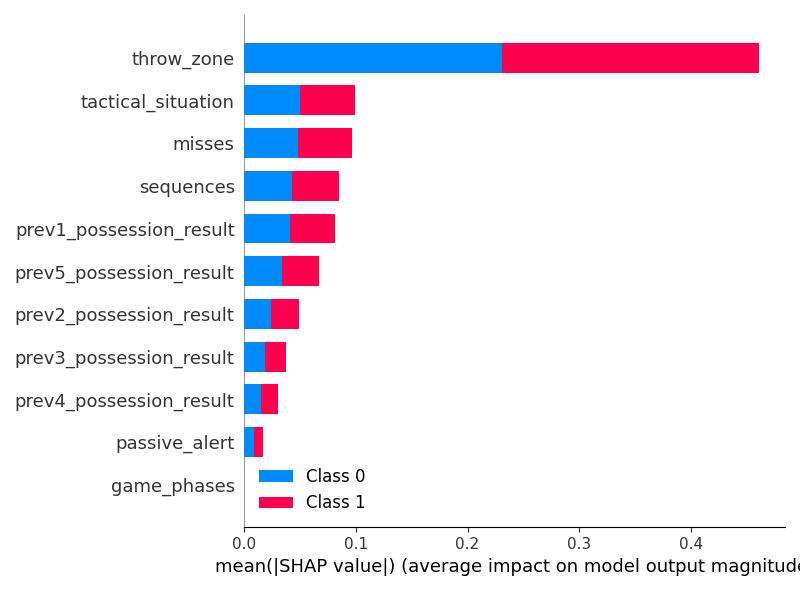 throw_zone
tactical_situation
misses
sequences
prev1_possession_result
prev5_possession_result
prev2_possession_result
prev3_possession_result
prev4_possession_result
passive_alert
game_phases
Class 0
Class 1
0.0 0.1 0.2 0.3 0.4
mean(|SHAP value|) (average impact on model output magnitude